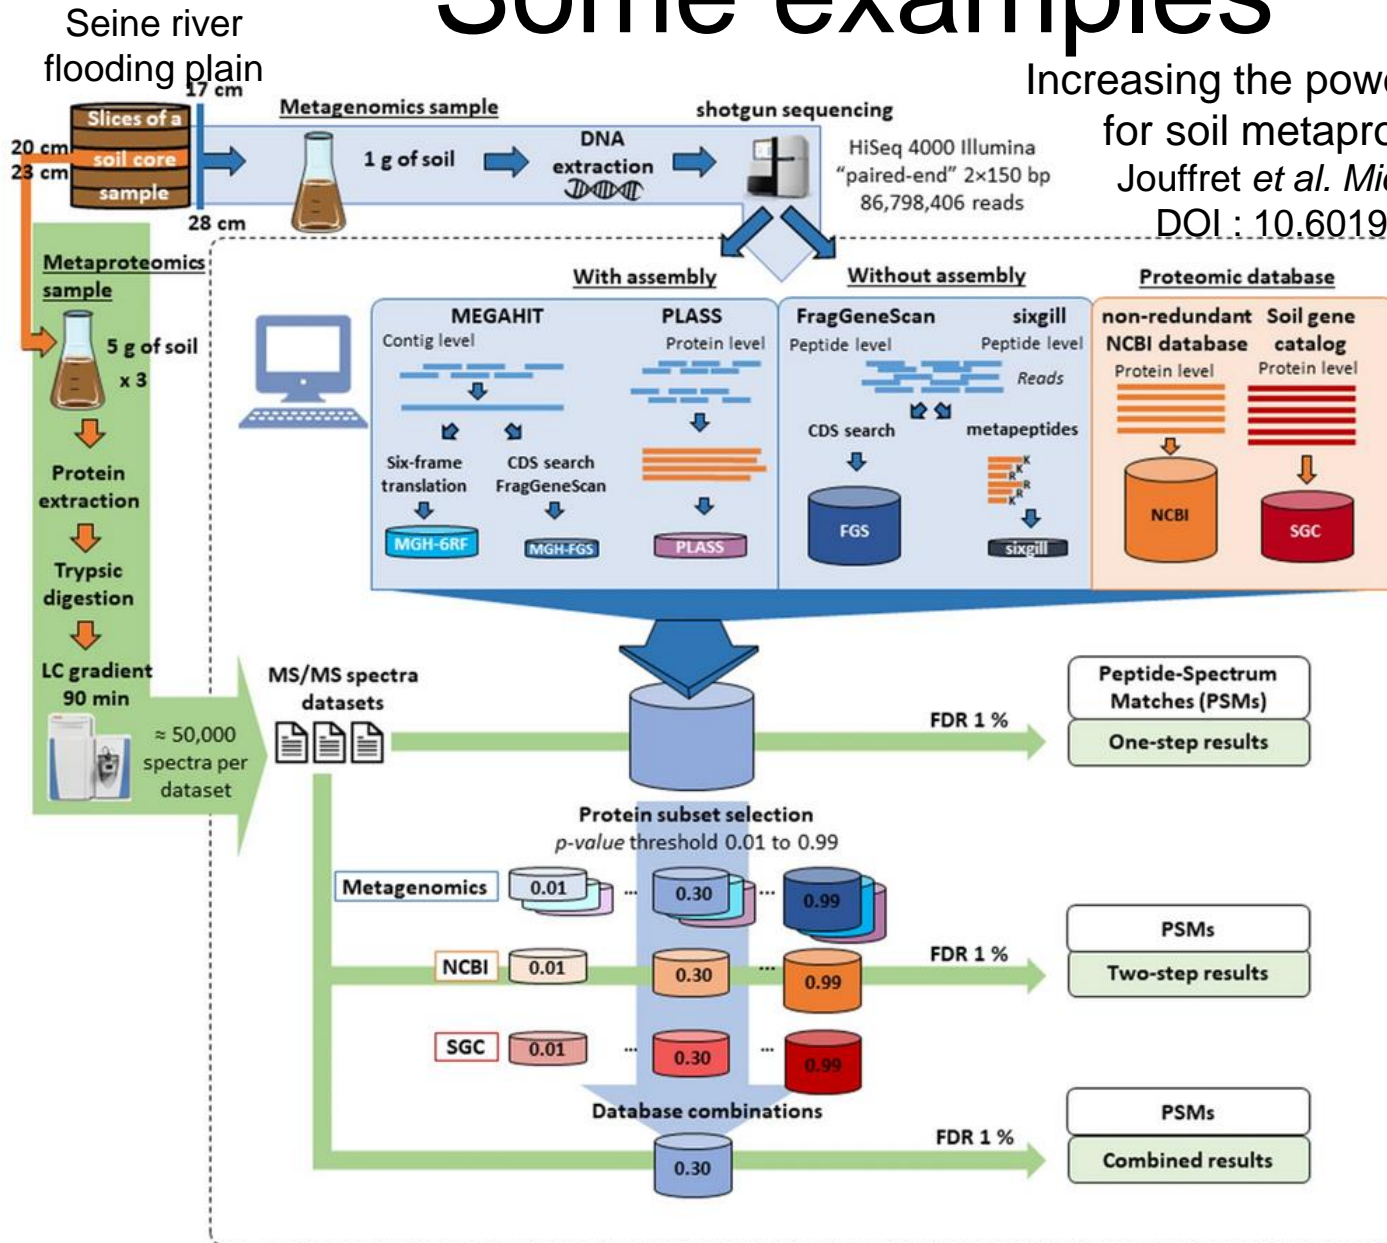 Some examples
Seine river
flooding plain
Increasing the powe
for soil metapro
Jouffret et al. Mi
DOI : 10.6019
17 cm
20 cm
23 cm
28 cm
Slices of a
soil core
sample
Metagenomics sample
1 g of soil
DNA
extraction
shotgun sequencing
HiSeq 4000 Illumina
“paired-end” 2×150 bp
86,798,406 reads
Metaproteomics
sample
5 g of soil
x 3
Protein
extraction
Trypsic
digestion
LC gradient
90 min
≈ 50,000
spectra per
dataset
With assembly
Without assembly
Proteomic database
MEGAHIT
Contig level
Six-frame
translation
CDS search
FragGeneScan
MGH-6RF
MGH-FGS
PLASS
Protein level
PLASS
FragGeneScan
Peptide level
CDS search
FGS
sixgill
Peptide level
Reads
metapeptides
K
K
R
R
R
K
sixgill
non-redundant
NCBI database
Protein level
NCBI
Soil gene
catalog
Protein level
SGC
MS/MS spectra
datasets
FDR 1 %
Peptide-Spectrum
Matches (PSMs)
One-step results
Protein subset selection
p-value threshold 0.01 to 0.99
Metagenomics
0.01
...
0.30
...
0.99
NCBI
0.01
0.30
...
0.99
FDR 1 %
PSMs
Two-step results
SGC
0.01
...
0.30
...
0.99
Database combinations
0.30
FDR 1 %
PSMs
Combined results